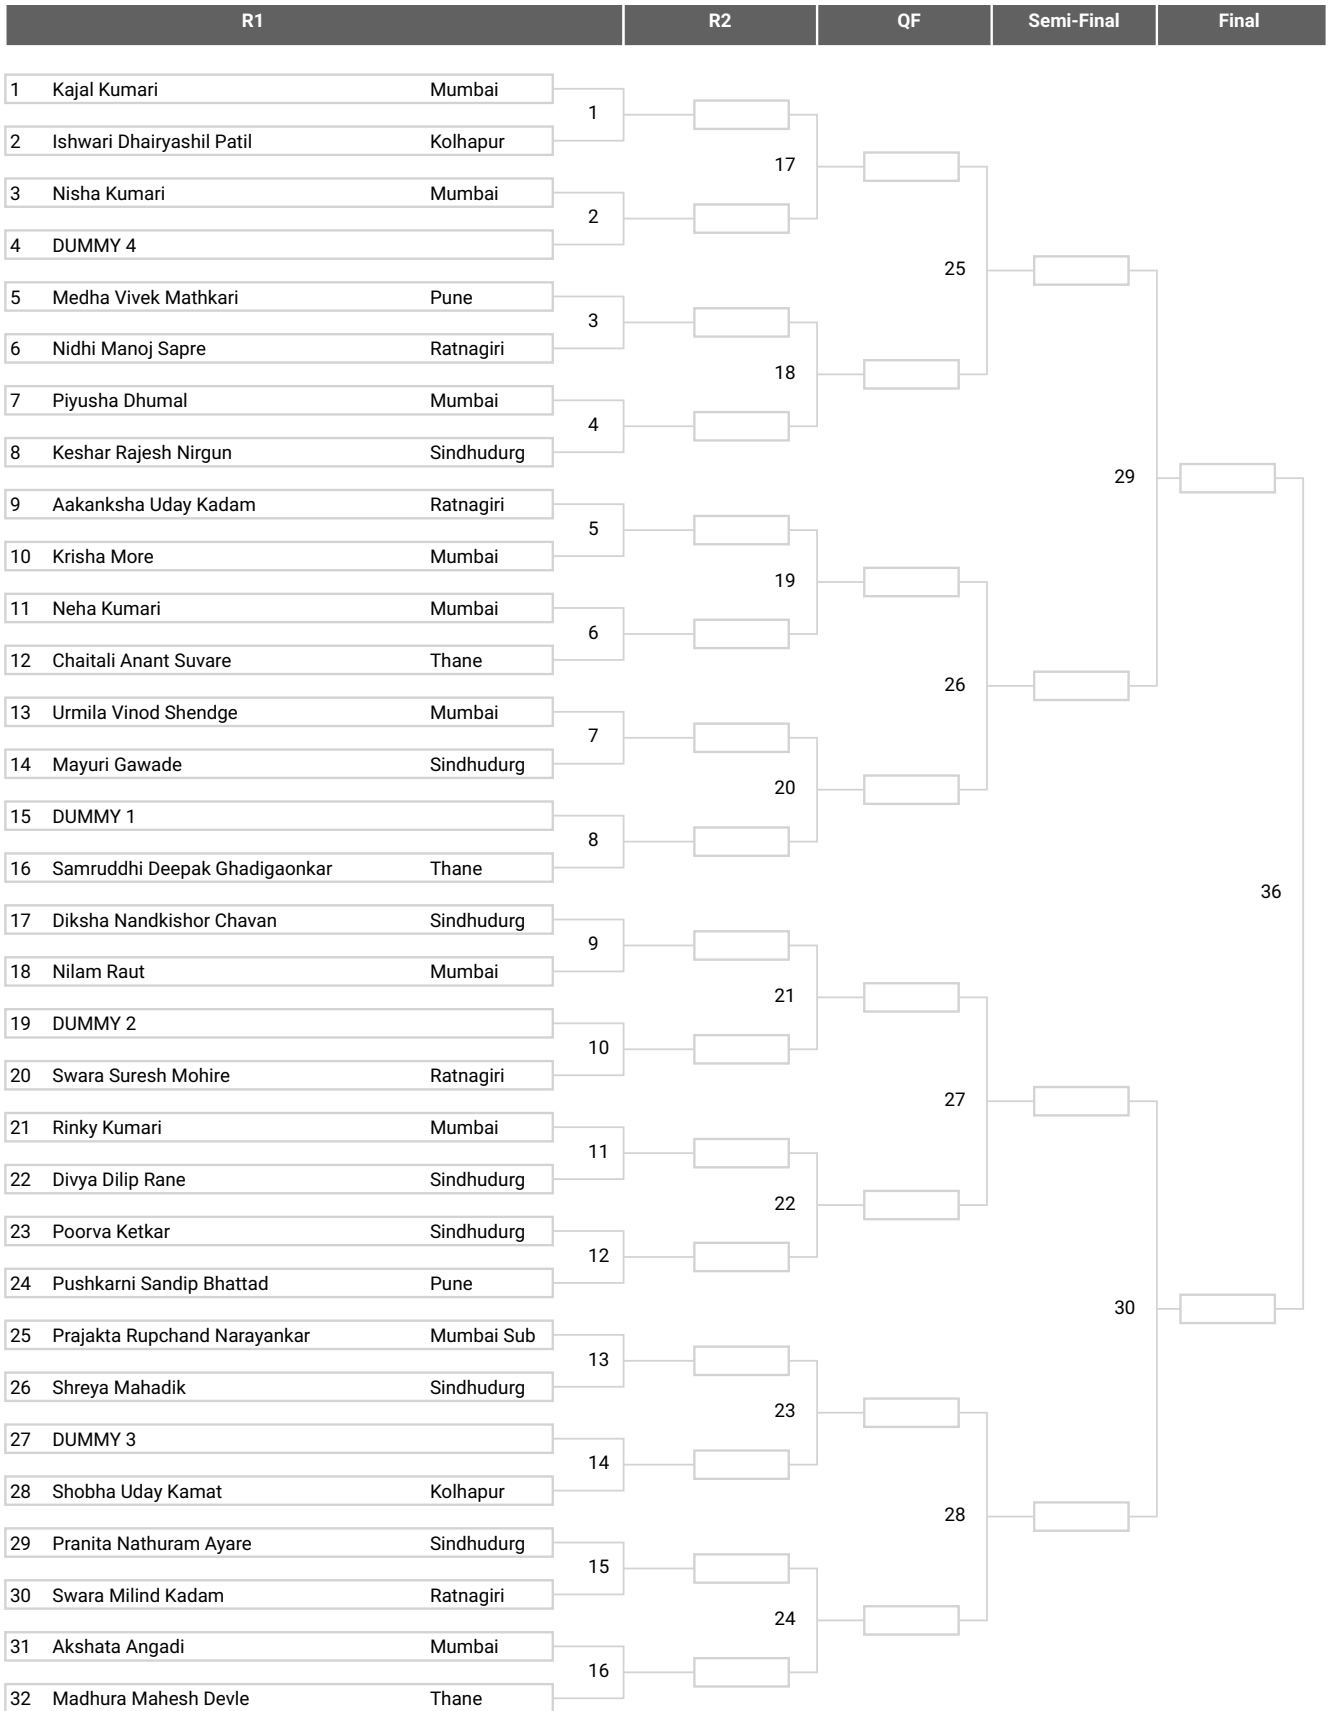 R1 R2 QF Semi-Final Final
1 Kajal Kumari Mumbai
1
2 Ishwari Dhairyashil Patil Kolhapur
17
3 Nisha Kumari Mumbai
2
4 DUMMY 4
25
5 Medha Vivek Mathkari Pune
3
6 Nidhi Manoj Sapre Ratnagiri
18
7 Piyusha Dhumal Mumbai
4
8 Keshar Rajesh Nirgun Sindhudurg
29
9 Aakanksha Uday Kadam Ratnagiri
5
10 Krisha More Mumbai
19
11 Neha Kumari Mumbai
6
12 Chaitali Anant Suvare Thane
26
13 Urmila Vinod Shendge Mumbai
7
14 Mayuri Gawade Sindhudurg
20
15 DUMMY 1
8
16 Samruddhi Deepak Ghadigaonkar Thane
36
17 Diksha Nandkishor Chavan Sindhudurg
9
18 Nilam Raut Mumbai
21
19 DUMMY 2
10
20 Swara Suresh Mohire Ratnagiri
27
21 Rinky Kumari Mumbai
11
22 Divya Dilip Rane Sindhudurg
22
23 Poorva Ketkar Sindhudurg
12
24 Pushkarni Sandip Bhattad Pune
30
25 Prajakta Rupchand Narayankar Mumbai Sub
13
26 Shreya Mahadik Sindhudurg
23
27 DUMMY 3
14
28 Shobha Uday Kamat Kolhapur
28
29 Pranita Nathuram Ayare Sindhudurg
15
30 Swara Milind Kadam Ratnagiri
24
31 Akshata Angadi Mumbai
16
32 Madhura Mahesh Devle Thane